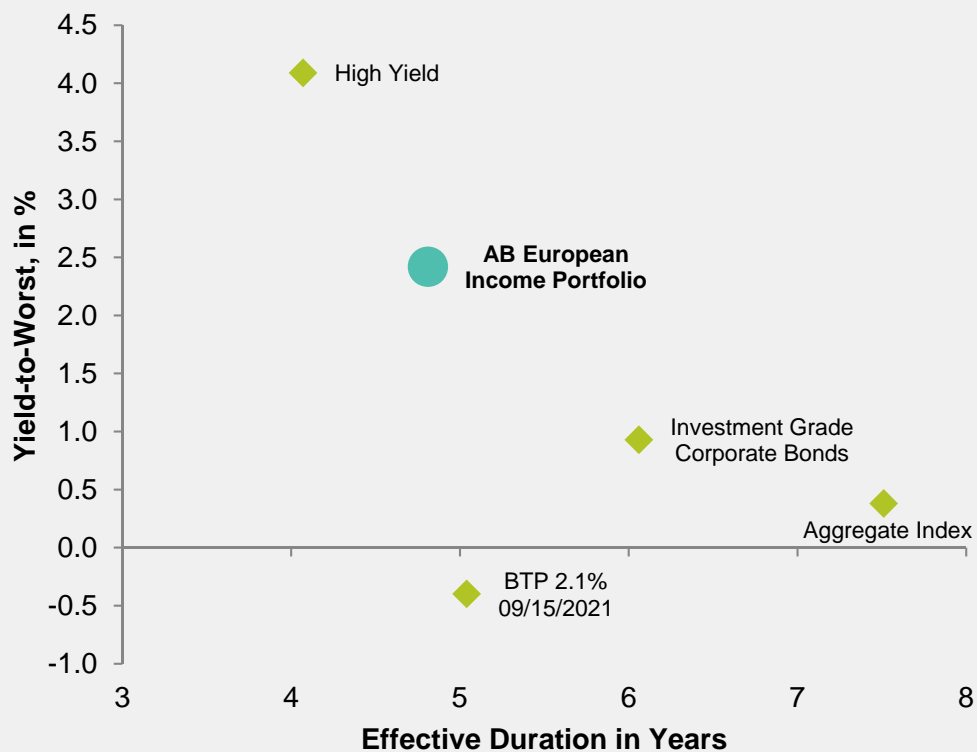 Yield-to-Worst, in %
4.5
4.0
3.5
3.0
2.5
2.0
1.5
1.0
0.5
0.0
-0.5
-1.0
High Yield
AB European
Income Portfolio
Investment Grade
Corporate Bonds
Aggregate Index
BTP 2.1%
09/15/2021
3 4 5 6 7 8
Effective Duration in Years